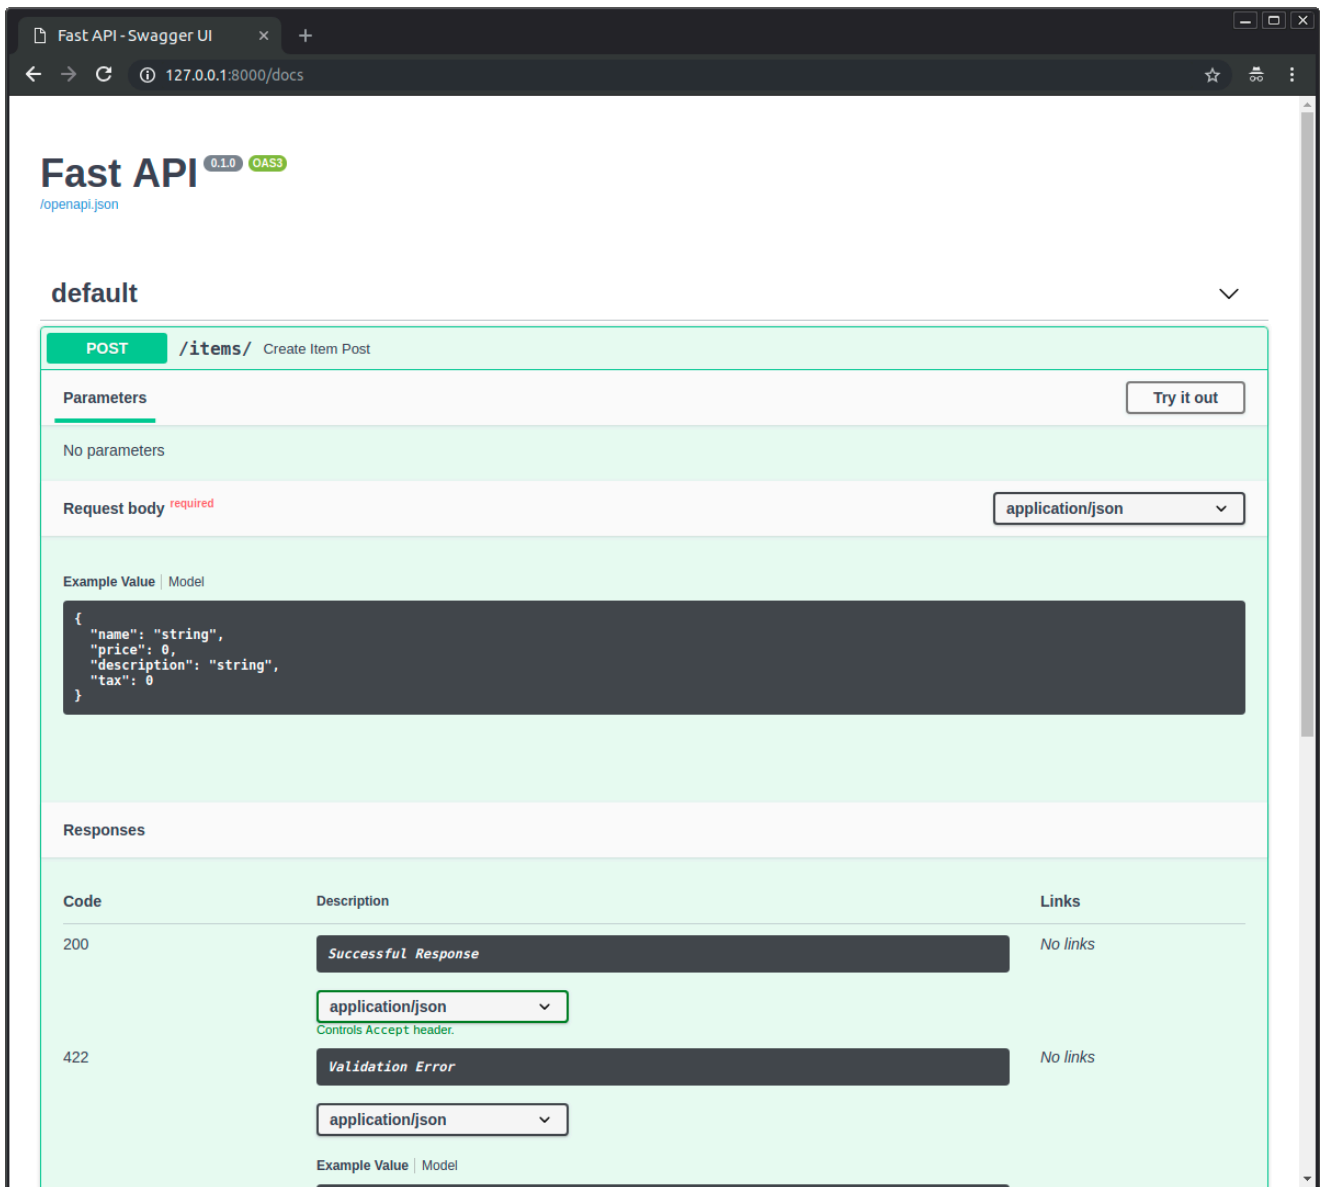 Fast API - Swagger UI
127.0.0.1:8000/docs
Fast API 0.1.0 OAS3
/openapi.json
default
POST /items/ Create Item Post
Parameters Try it out
No parameters
Request body required application/json
Example Value Model
{
"name": "string",
"price": 0,
"description": "string",
"tax": 0
}
Responses
Code Description Links
200 Successful Response No links
application/json
Controls Accept header.
422 Validation Error No links
application/json
Example Value Model